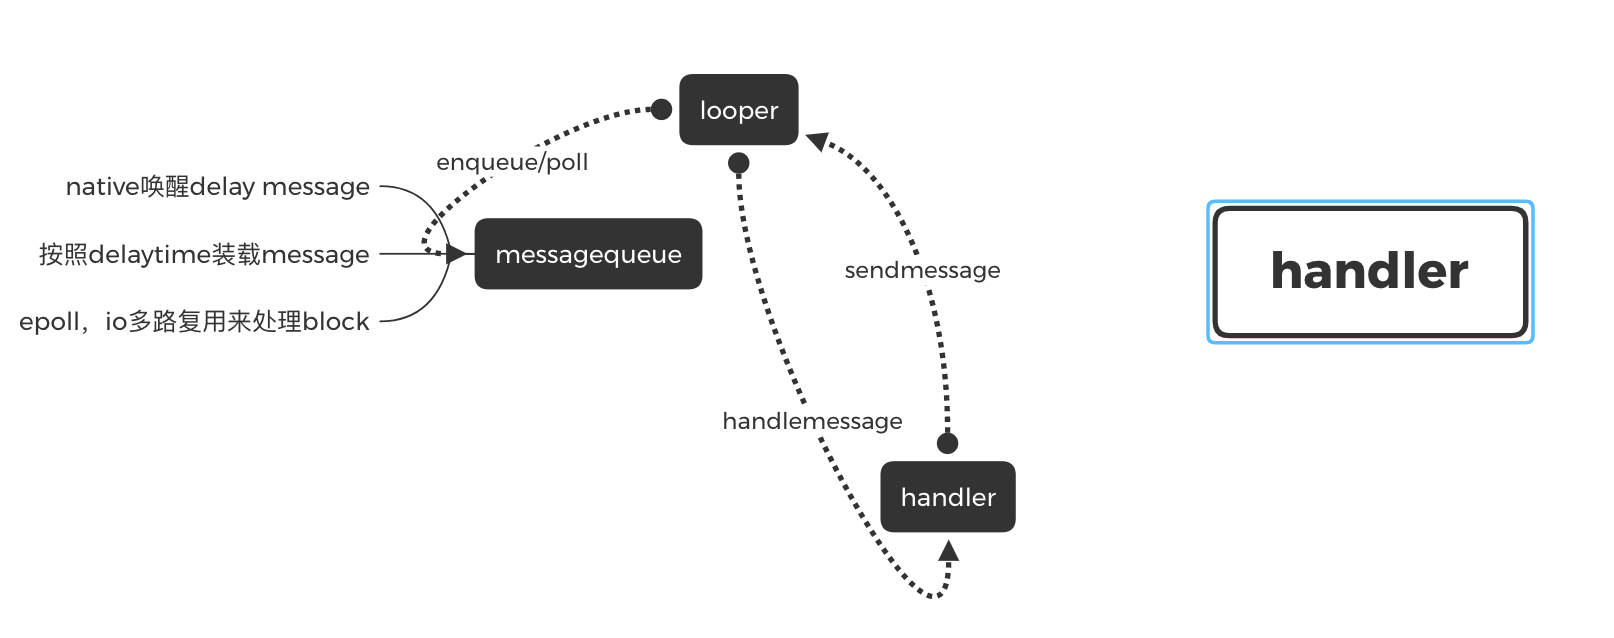 looper
enqueue/poll
native唤醒delay message
按照delaytime装载message
messagequeue
epoll，io多路复用来处理block
sendmessage
handlemessage
handler
handler